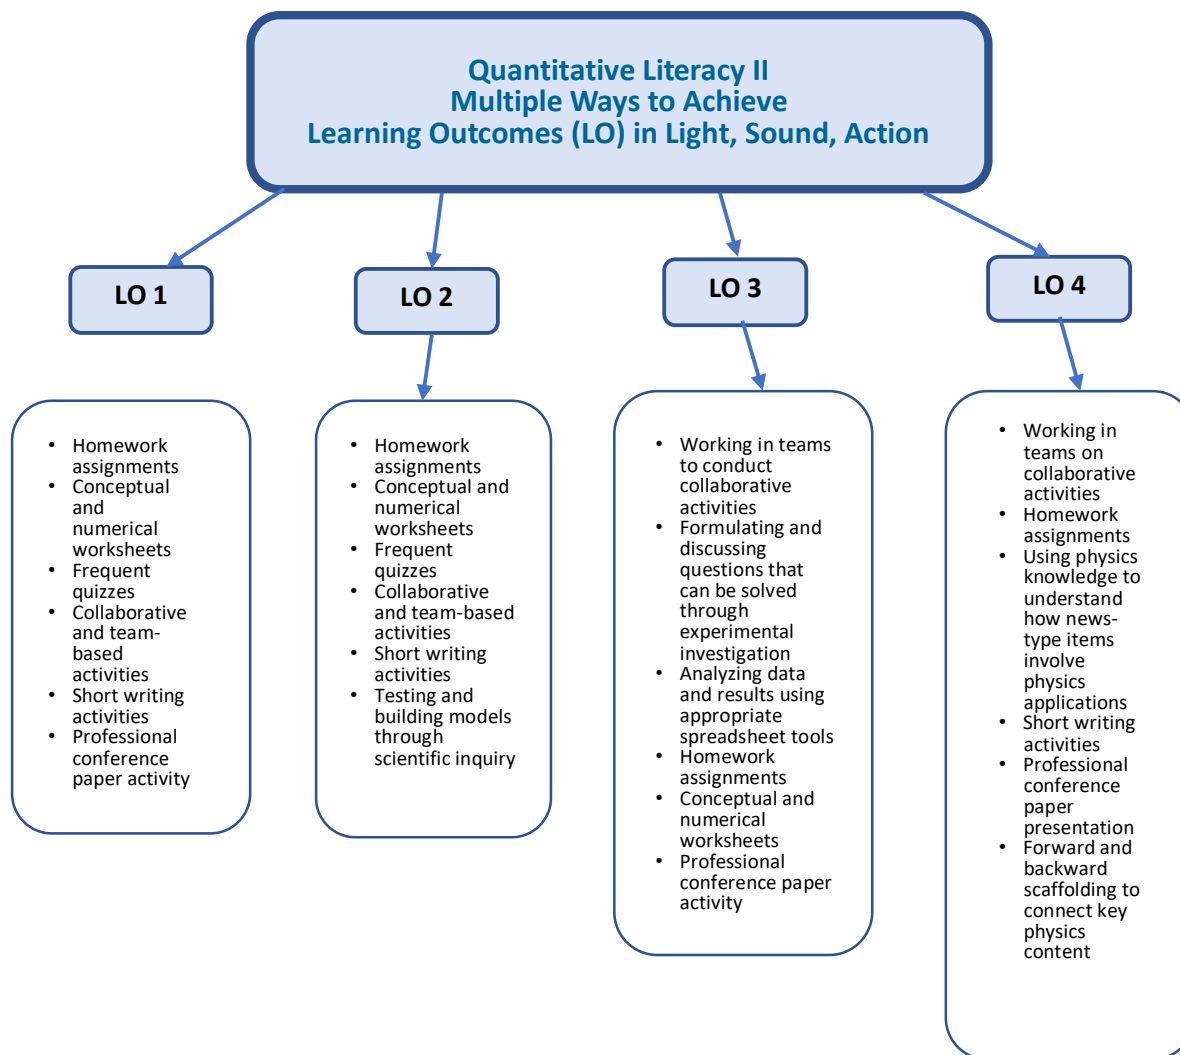 Quantitative Literacy II
Multiple Ways to Achieve
Learning Outcomes (LO) in Light, Sound, Action
LO 1
LO 2
LO 3
LO 4
• Homework
assignments
• Conceptual
and
numerical
worksheets
• Frequent
quizzes
• Collaborative
and team-
based
activities
• Short writing
activities
• Professional
conference
paper activity
• Homework
assignments
• Conceptual and
numerical
worksheets
• Frequent
quizzes
• Collaborative
and team-based
activities
• Short writing
activities
• Testing and
building models
through
scientific inquiry
• Working in teams
to conduct
collaborative
activities
• Formulating and
discussing
questions that
can be solved
through
experimental
investigation
• Analyzing data
and results using
appropriate
spreadsheet tools
• Homework
assignments
• Conceptual and
numerical
worksheets
• Professional
conference paper
activity
• Working in
teams on
collaborative
activities
• Homework
assignments
• Using physics
knowledge to
understand
how news-
type items
involve
physics
applications
• Short writing
activities
• Professional
conference
paper
presentation
• Forward and
backward
scaffolding to
connect key
physics
content